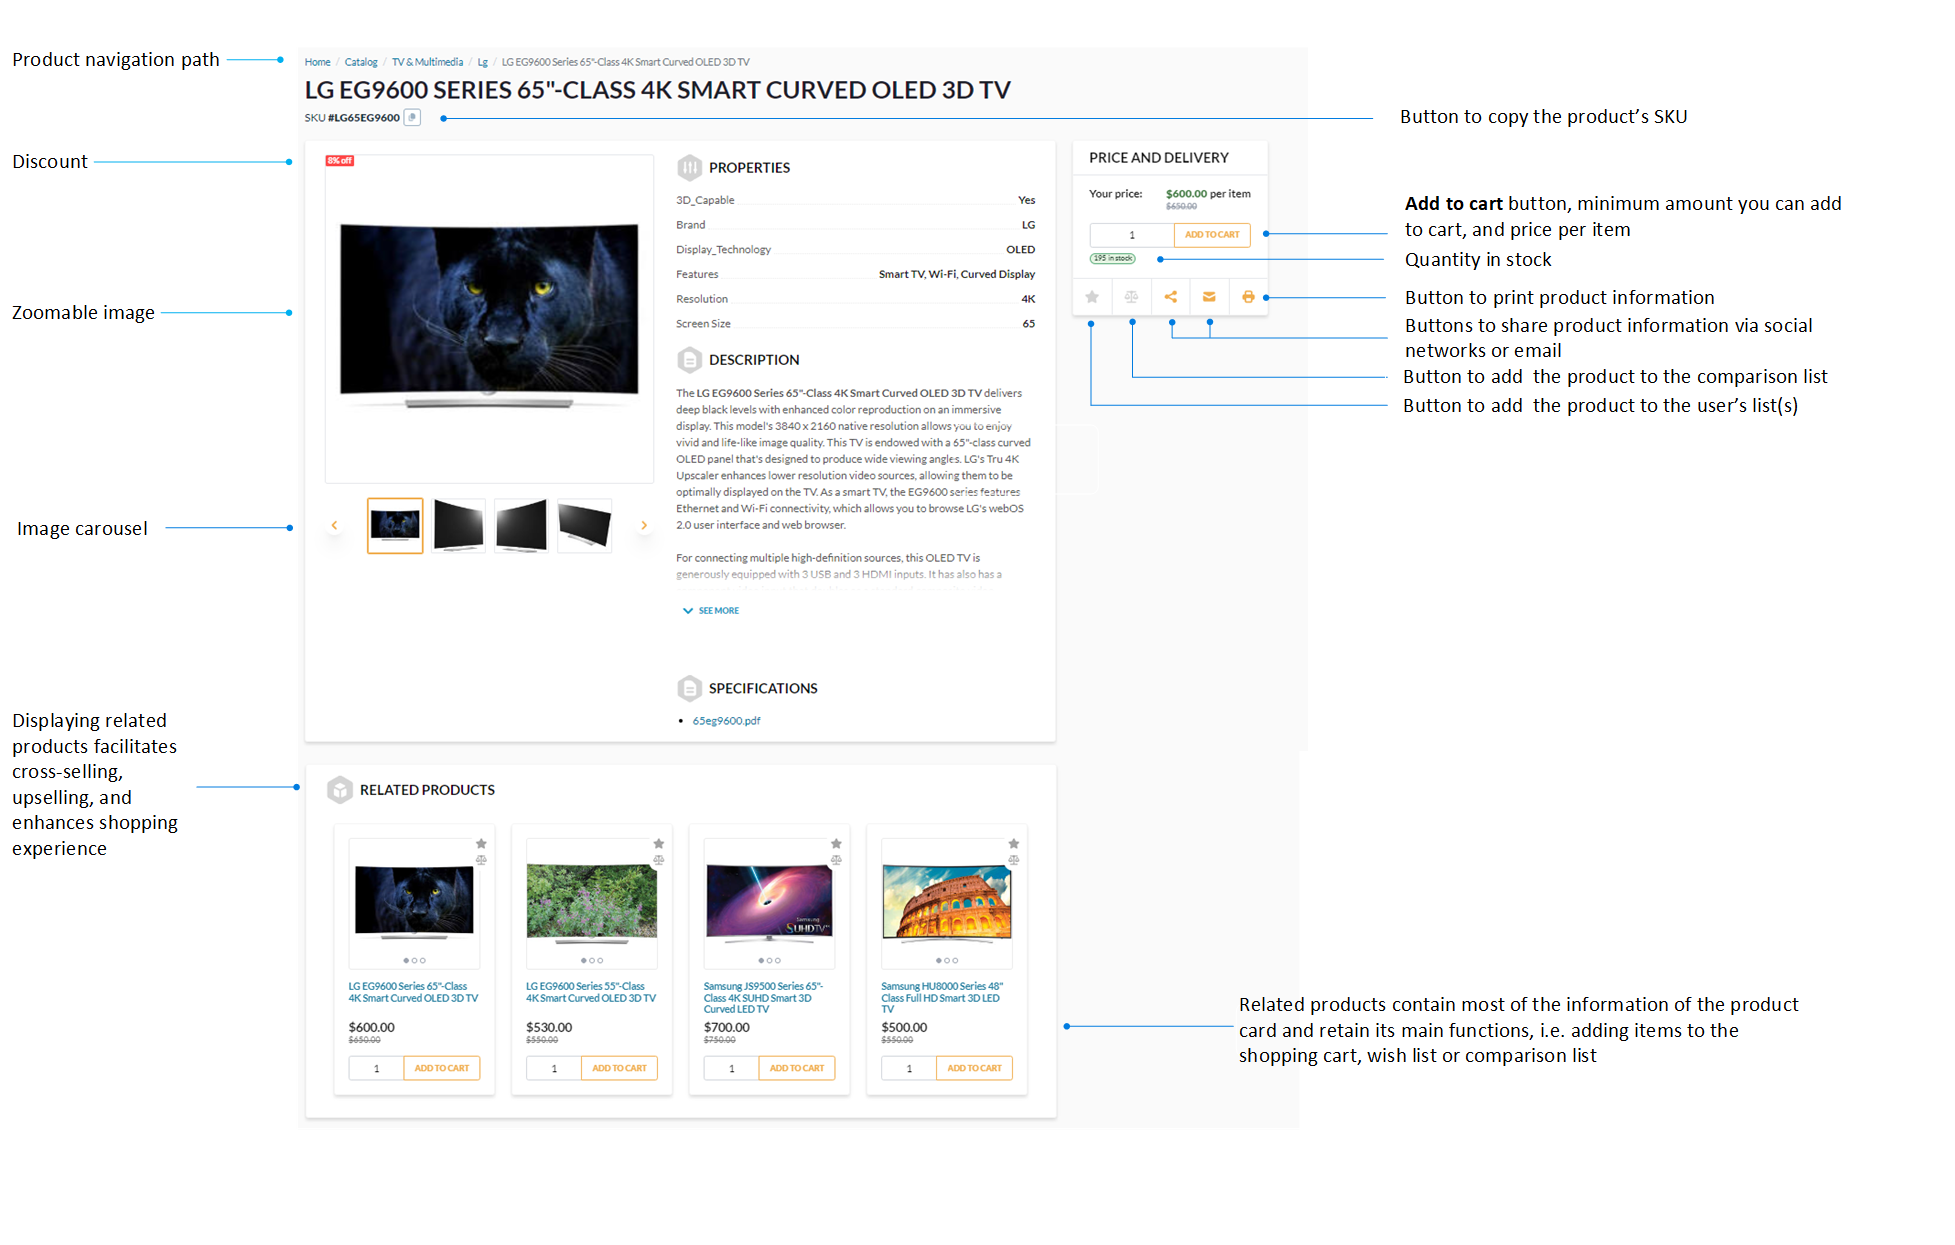 Product navigation path
Home / Catalog / TV & Multimedia / Lg / LG EG9600 Series 65"-Class 4K Smart Curved OLED 3D TV
LG EG9600 SERIES 65"-CLASS 4K SMART CURVED OLED 3D TV
SKU #LG65EG9600
Button to copy the product’s SKU
Discount
8% off
Zoomable image
Image carousel
PROPERTIES
3D_Capable Yes
Brand LG
Display_Technology OLED
Features Smart TV, Wi-Fi, Curved Display
Resolution 4K
Screen Size 65
DESCRIPTION
The LG EG9600 Series 65"-Class 4K Smart Curved OLED 3D TV delivers
deep black levels with enhanced color reproduction on an immersive
display. This model's 3840 x 2160 native resolution allows you to enjoy
vivid and life-like image quality. This TV is endowed with a 65"-class curved
OLED panel that's designed to produce wide viewing angles. LG's Tru 4K
Upscaler enhances lower resolution video sources, allowing them to be
optimally displayed on the TV. As a smart TV, the EG9600 series features
Ethernet and Wi-Fi connectivity, which allows you to browse LG's webOS
2.0 user interface and web browser.
For connecting multiple high-definition sources, this OLED TV is
generously equipped with 3 USB and 3 HDMI inputs. It has also has a
SEE MORE
SPECIFICATIONS
• 65eg9600.pdf
PRICE AND DELIVERY
Your price: $600.00 per item
$650.00
1 ADD TO CART
195 in stock
Add to cart button, minimum amount you can add
to cart, and price per item
Quantity in stock
Button to print product information
Buttons to share product information via social
networks or email
Button to add the product to the comparison list
Button to add the product to the user’s list(s)
Displaying related
products facilitates
cross-selling,
upselling, and
enhances shopping
experience
RELATED PRODUCTS
LG EG9600 Series 65"-Class
4K Smart Curved OLED 3D TV
$600.00
$650.00
1 ADD TO CART
LG EG9600 Series 55"-Class
4K Smart Curved OLED 3D TV
$530.00
$550.00
1 ADD TO CART
Samsung
SUHDTV
Samsung JS9500 Series 65"-
Class 4K SUHD Smart 3D
Curved LED TV
$700.00
$750.00
1 ADD TO CART
Samsung HU8000 Series 48"
Class Full HD Smart 3D LED
TV
$500.00
$550.00
1 ADD TO CART
Related products contain most of the information of the product
card and retain its main functions, i.e. adding items to the
shopping cart, wish list or comparison list